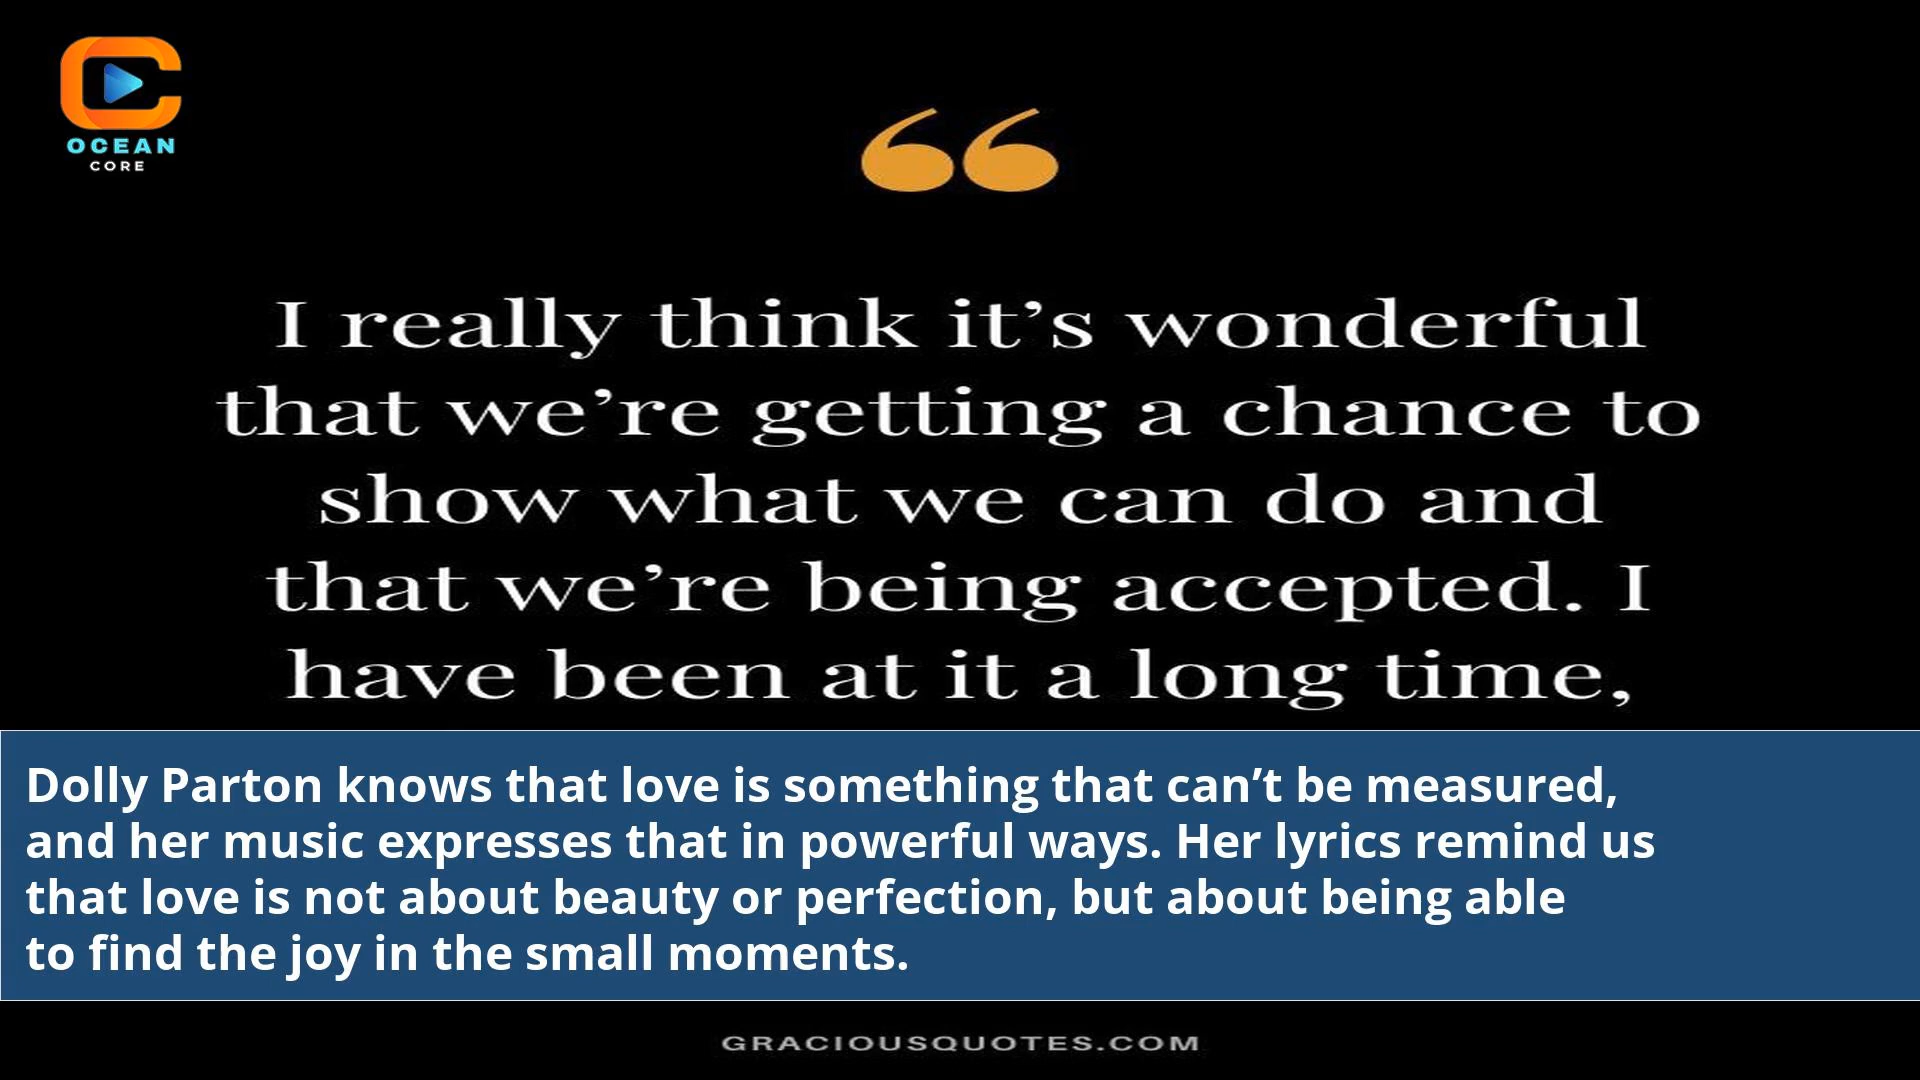 OCEAN
CORE
“
I really think it’s wonderful
that we’re getting a chance to
show what we can do and
that we’re being accepted. I
have been at it a long time,
Dolly Parton knows that love is something that can’t be measured,
and her music expresses that in powerful ways. Her lyrics remind us
that love is not about beauty or perfection, but about being able
to find the joy in the small moments.
GRACIOUSQUOTES.COM